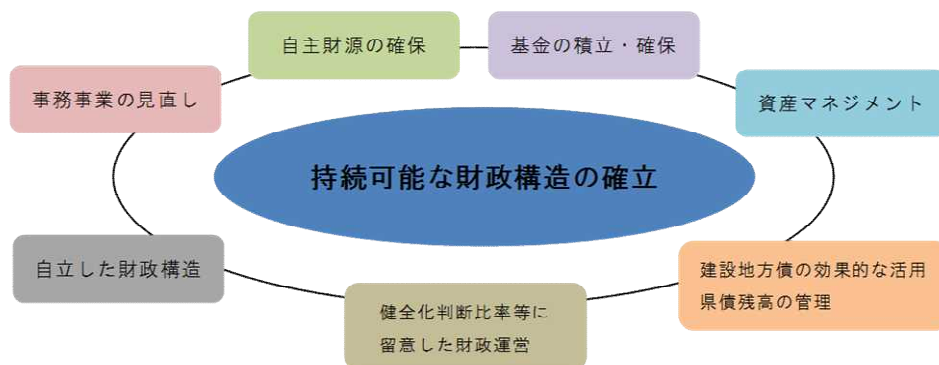 自主財源の確保
基金の積立・確保
事務事業の見直し
資産マネジメント
持続可能な財政構造の確立
自立した財政構造
建設地方債の効果的な活用
県債残高の管理
健全化判断比率等に
留意した財政運営